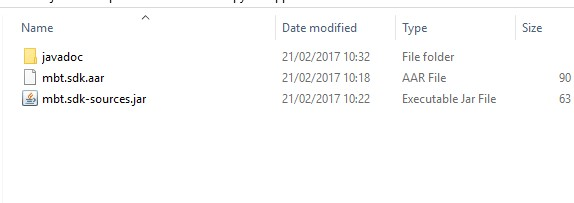 Name Date modified Type Size
javadoc 21/02/2017 10:32 File folder
mbt.sdk.aar 21/02/2017 10:18 AAR File 90
mbt.sdk-sources.jar 21/02/2017 10:22 Executable Jar File 63